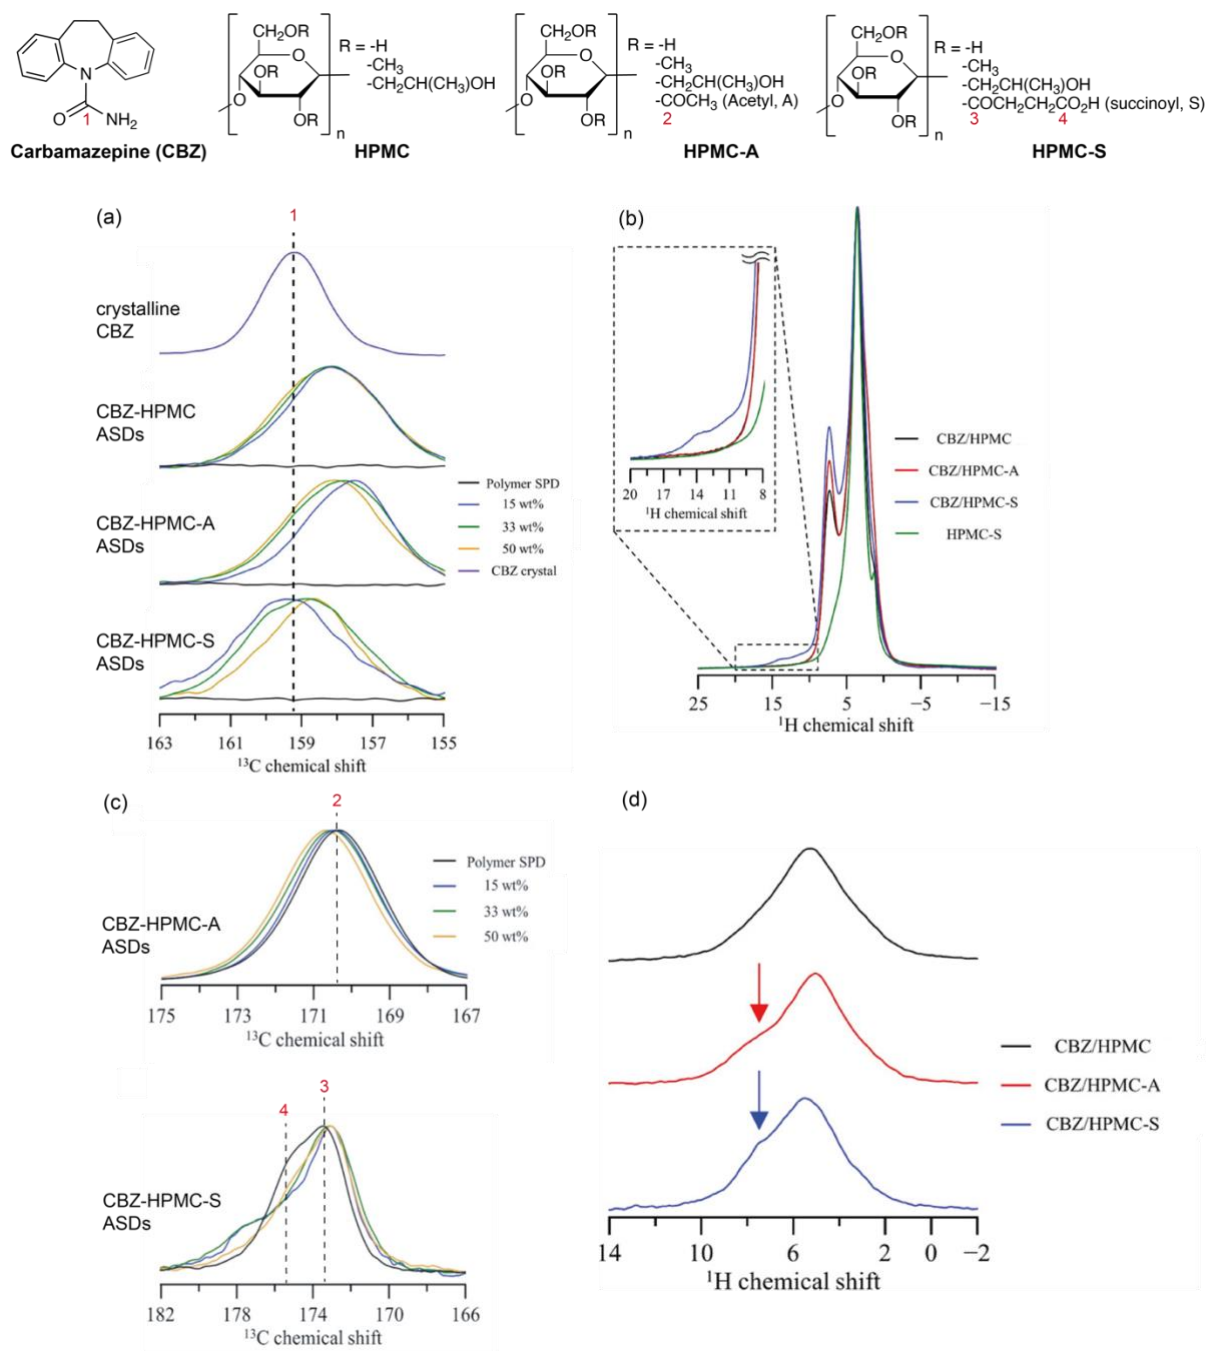 CH₂OR
O
OR
O
OR
n
R = -H
-CH₃
-CH₂CH(CH₃)OH
CH₂OR
O
OR
O
OR
n
R = -H
-CH₃
-CH₂CH(CH₃)OH
-COCH₃ (Acetyl, A)
2
CH₂OR
O
OR
O
OR
n
R = -H
-CH₃
-CH₂CH(CH₃)OH
-COCH₂CH₂CO₂H (succinoyl, S)
3 4
N
O 1 NH₂
Carbamazepine (CBZ)
HPMC
HPMC-A
HPMC-S
(a)
1
crystalline
CBZ
CBZ-HPMC
ASDs
CBZ-HPMC-A
ASDs
CBZ-HPMC-S
ASDs
Polymer SPD
15 wt%
33 wt%
50 wt%
CBZ crystal
163 161 159 157 155
¹³C chemical shift
(b)
20 17 14 11 8
¹H chemical shift
CBZ/HPMC
CBZ/HPMC-A
CBZ/HPMC-S
HPMC-S
25 15 5 −5 −15
¹H chemical shift
(c)
2
CBZ-HPMC-A
ASDs
Polymer SPD
15 wt%
33 wt%
50 wt%
175 173 171 169 167
¹³C chemical shift
3
4
CBZ-HPMC-S
ASDs
182 178 174 170 166
¹³C chemical shift
(d)
CBZ/HPMC
CBZ/HPMC-A
CBZ/HPMC-S
14 10 6 2 0 −2
¹H chemical shift